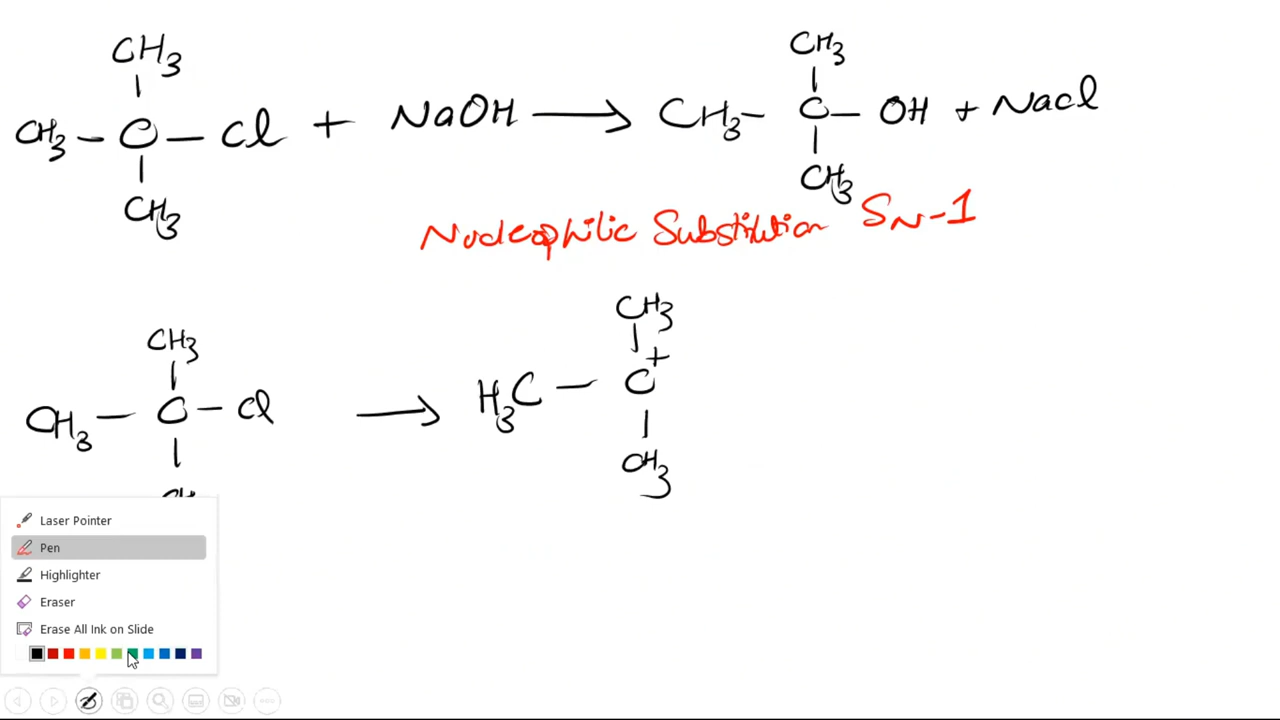 CH3
CH3 - C - Cl + NaOH → CH3 - C - OH + Nacl
CH3
CH3
CH3
Nucleophilic Substitution SN-1
CH3
CH3 - C - Cl → H3C - C+
CH3
CH3
Laser Pointer
Pen
Highlighter
Eraser
Erase All Ink on Slide